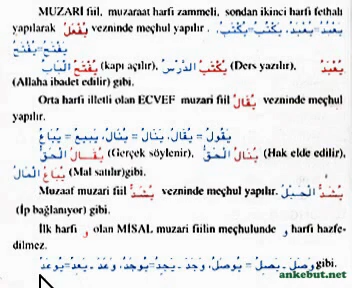 MUZARİ fiil, muzaraat harfi zammeli, sondan ikinci harfi fethalı
yapılarak يُفْعَلُ vezninde meçhul yapılır . يَعْبُدُ=يُعْبَدُ، يَكْتُبُ=يُكْتَبُ،
يَفْتَحُ=يُفْتَحُ
يُفْتَحُ الْبَابُ (kapı açılır), يُكْتَبُ الدَّرْسُ (Ders yazılır), يُعْبَدُ
(Allaha ibadet edilir) gibi.
Orta harfi illetli olan ECVEF muzari fiil يُقَالُ vezninde meçhul
yapılır.
يَقُولُ = يُقَالُ، يَنَالُ = يُنَالُ، يَبِيعُ = يُبَاعُ
يُقَالُ الْحَقُّ (Gerçek söylenir), يُنَالُ الْحَقُّ (Hak elde edilir), يُبَاعُ الْمَالُ
(Mal satılır)gibi.
Muzaaf muzari fiil يُشَدُّ vezninde meçhul yapılır. يُشَدُّ الْحَبْلُ
(İp bağlanıyor) gibi.
İlk harfi و olan MİSAL muzari fiilin meçhulunde و harfi hazfe-
dilmez.
وَصَلَ ـ يَصِلُ = يُوصَلُ، وَجَدَ ـ يَجِدُ=يُوجَدُ، وَعَدَ ـ يَعِدُ=يُوعَدُ gibi.
ankebut.net